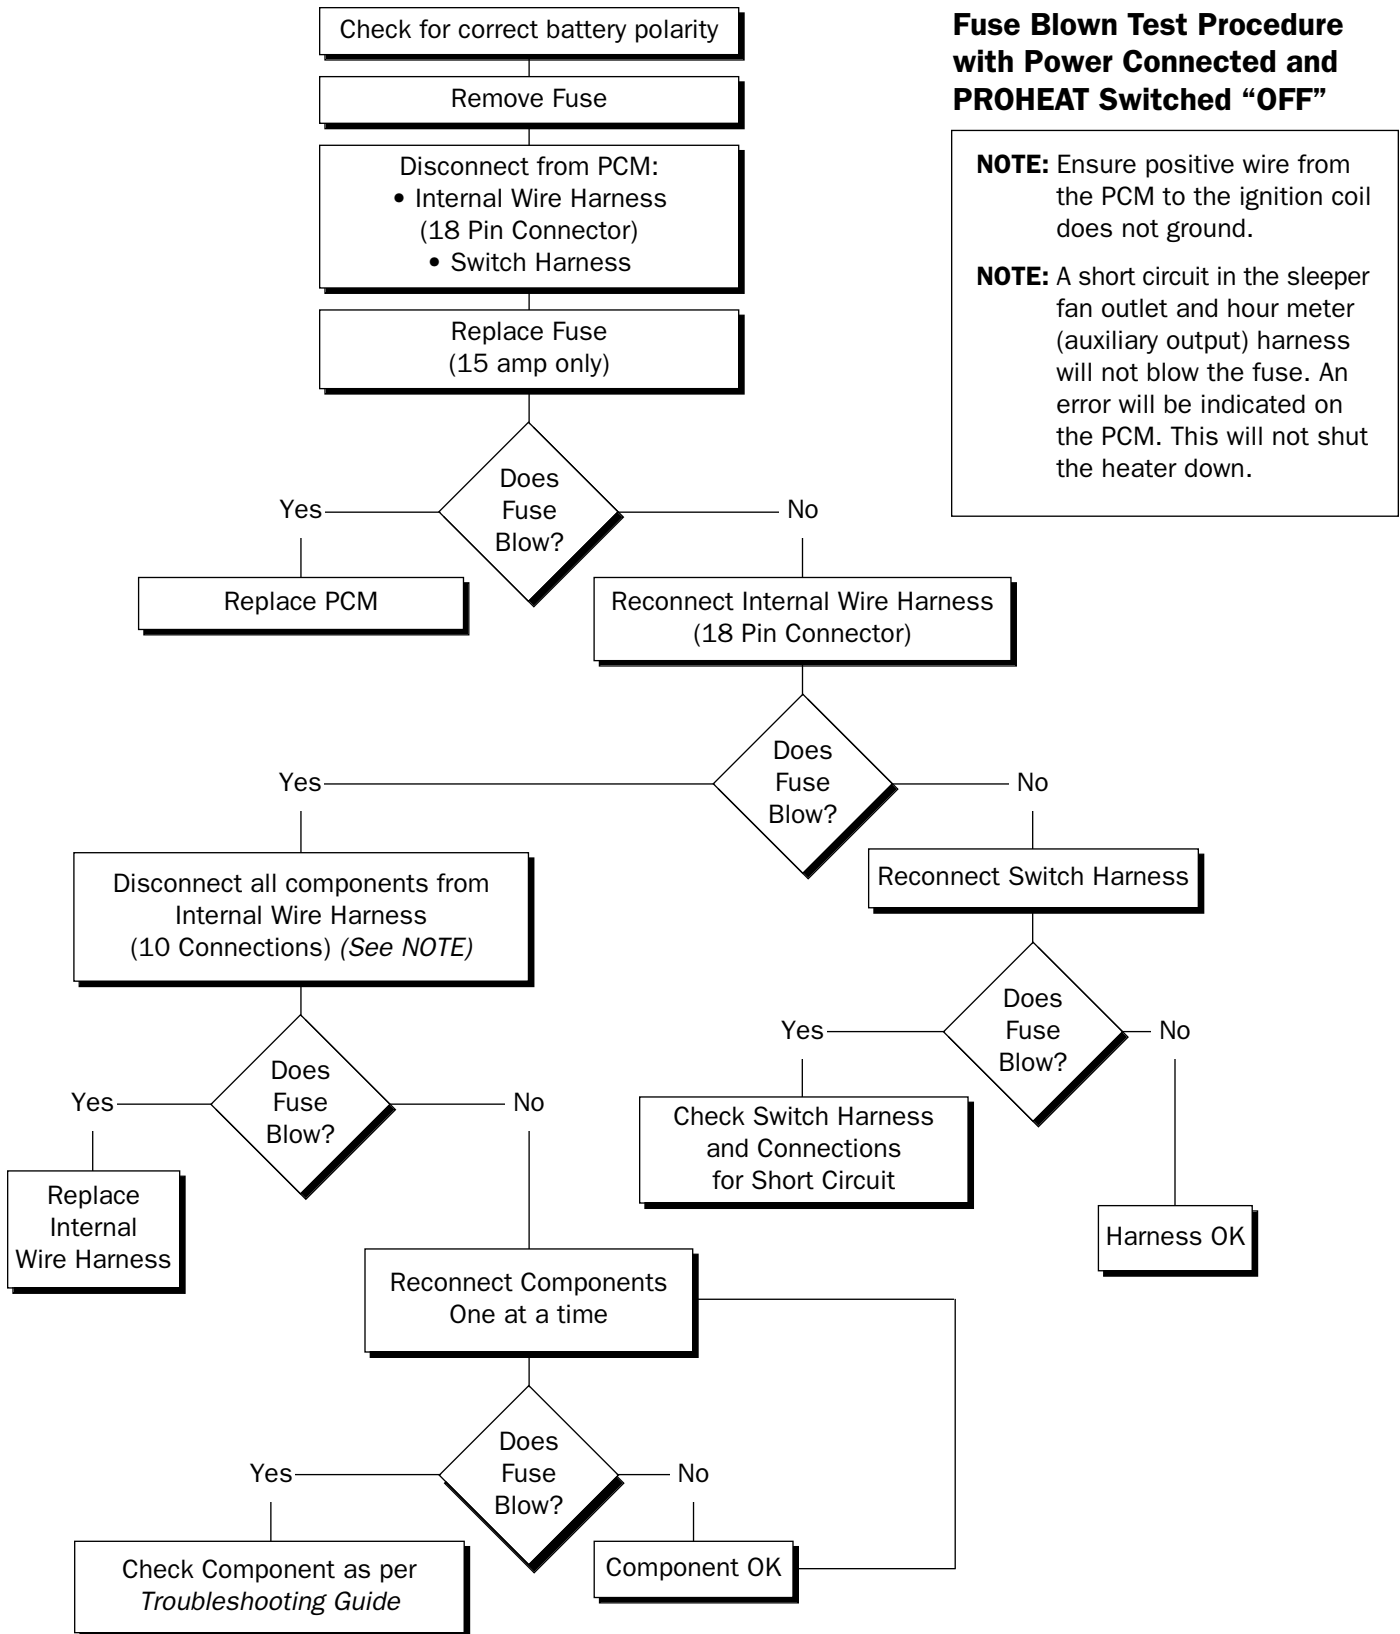 Fuse Blown Test Procedure
with Power Connected and
PROHEAT Switched “OFF”
NOTE: Ensure positive wire from
the PCM to the ignition coil
does not ground.
NOTE: A short circuit in the sleeper
fan outlet and hour meter
(auxiliary output) harness
will not blow the fuse. An
error will be indicated on
the PCM. This will not shut
the heater down.
Check for correct battery polarity
Remove Fuse
Disconnect from PCM:
• Internal Wire Harness
(18 Pin Connector)
• Switch Harness
Replace Fuse
(15 amp only)
Does
Fuse
Blow?
Yes
No
Replace PCM
Reconnect Internal Wire Harness
(18 Pin Connector)
Does
Fuse
Blow?
Yes
No
Disconnect all components from
Internal Wire Harness
(10 Connections) (See NOTE)
Reconnect Switch Harness
Does
Fuse
Blow?
Yes
No
Check Switch Harness
and Connections
for Short Circuit
Harness OK
Does
Fuse
Blow?
Yes
No
Replace
Internal
Wire Harness
Reconnect Components
One at a time
Does
Fuse
Blow?
Yes
No
Check Component as per
Troubleshooting Guide
Component OK